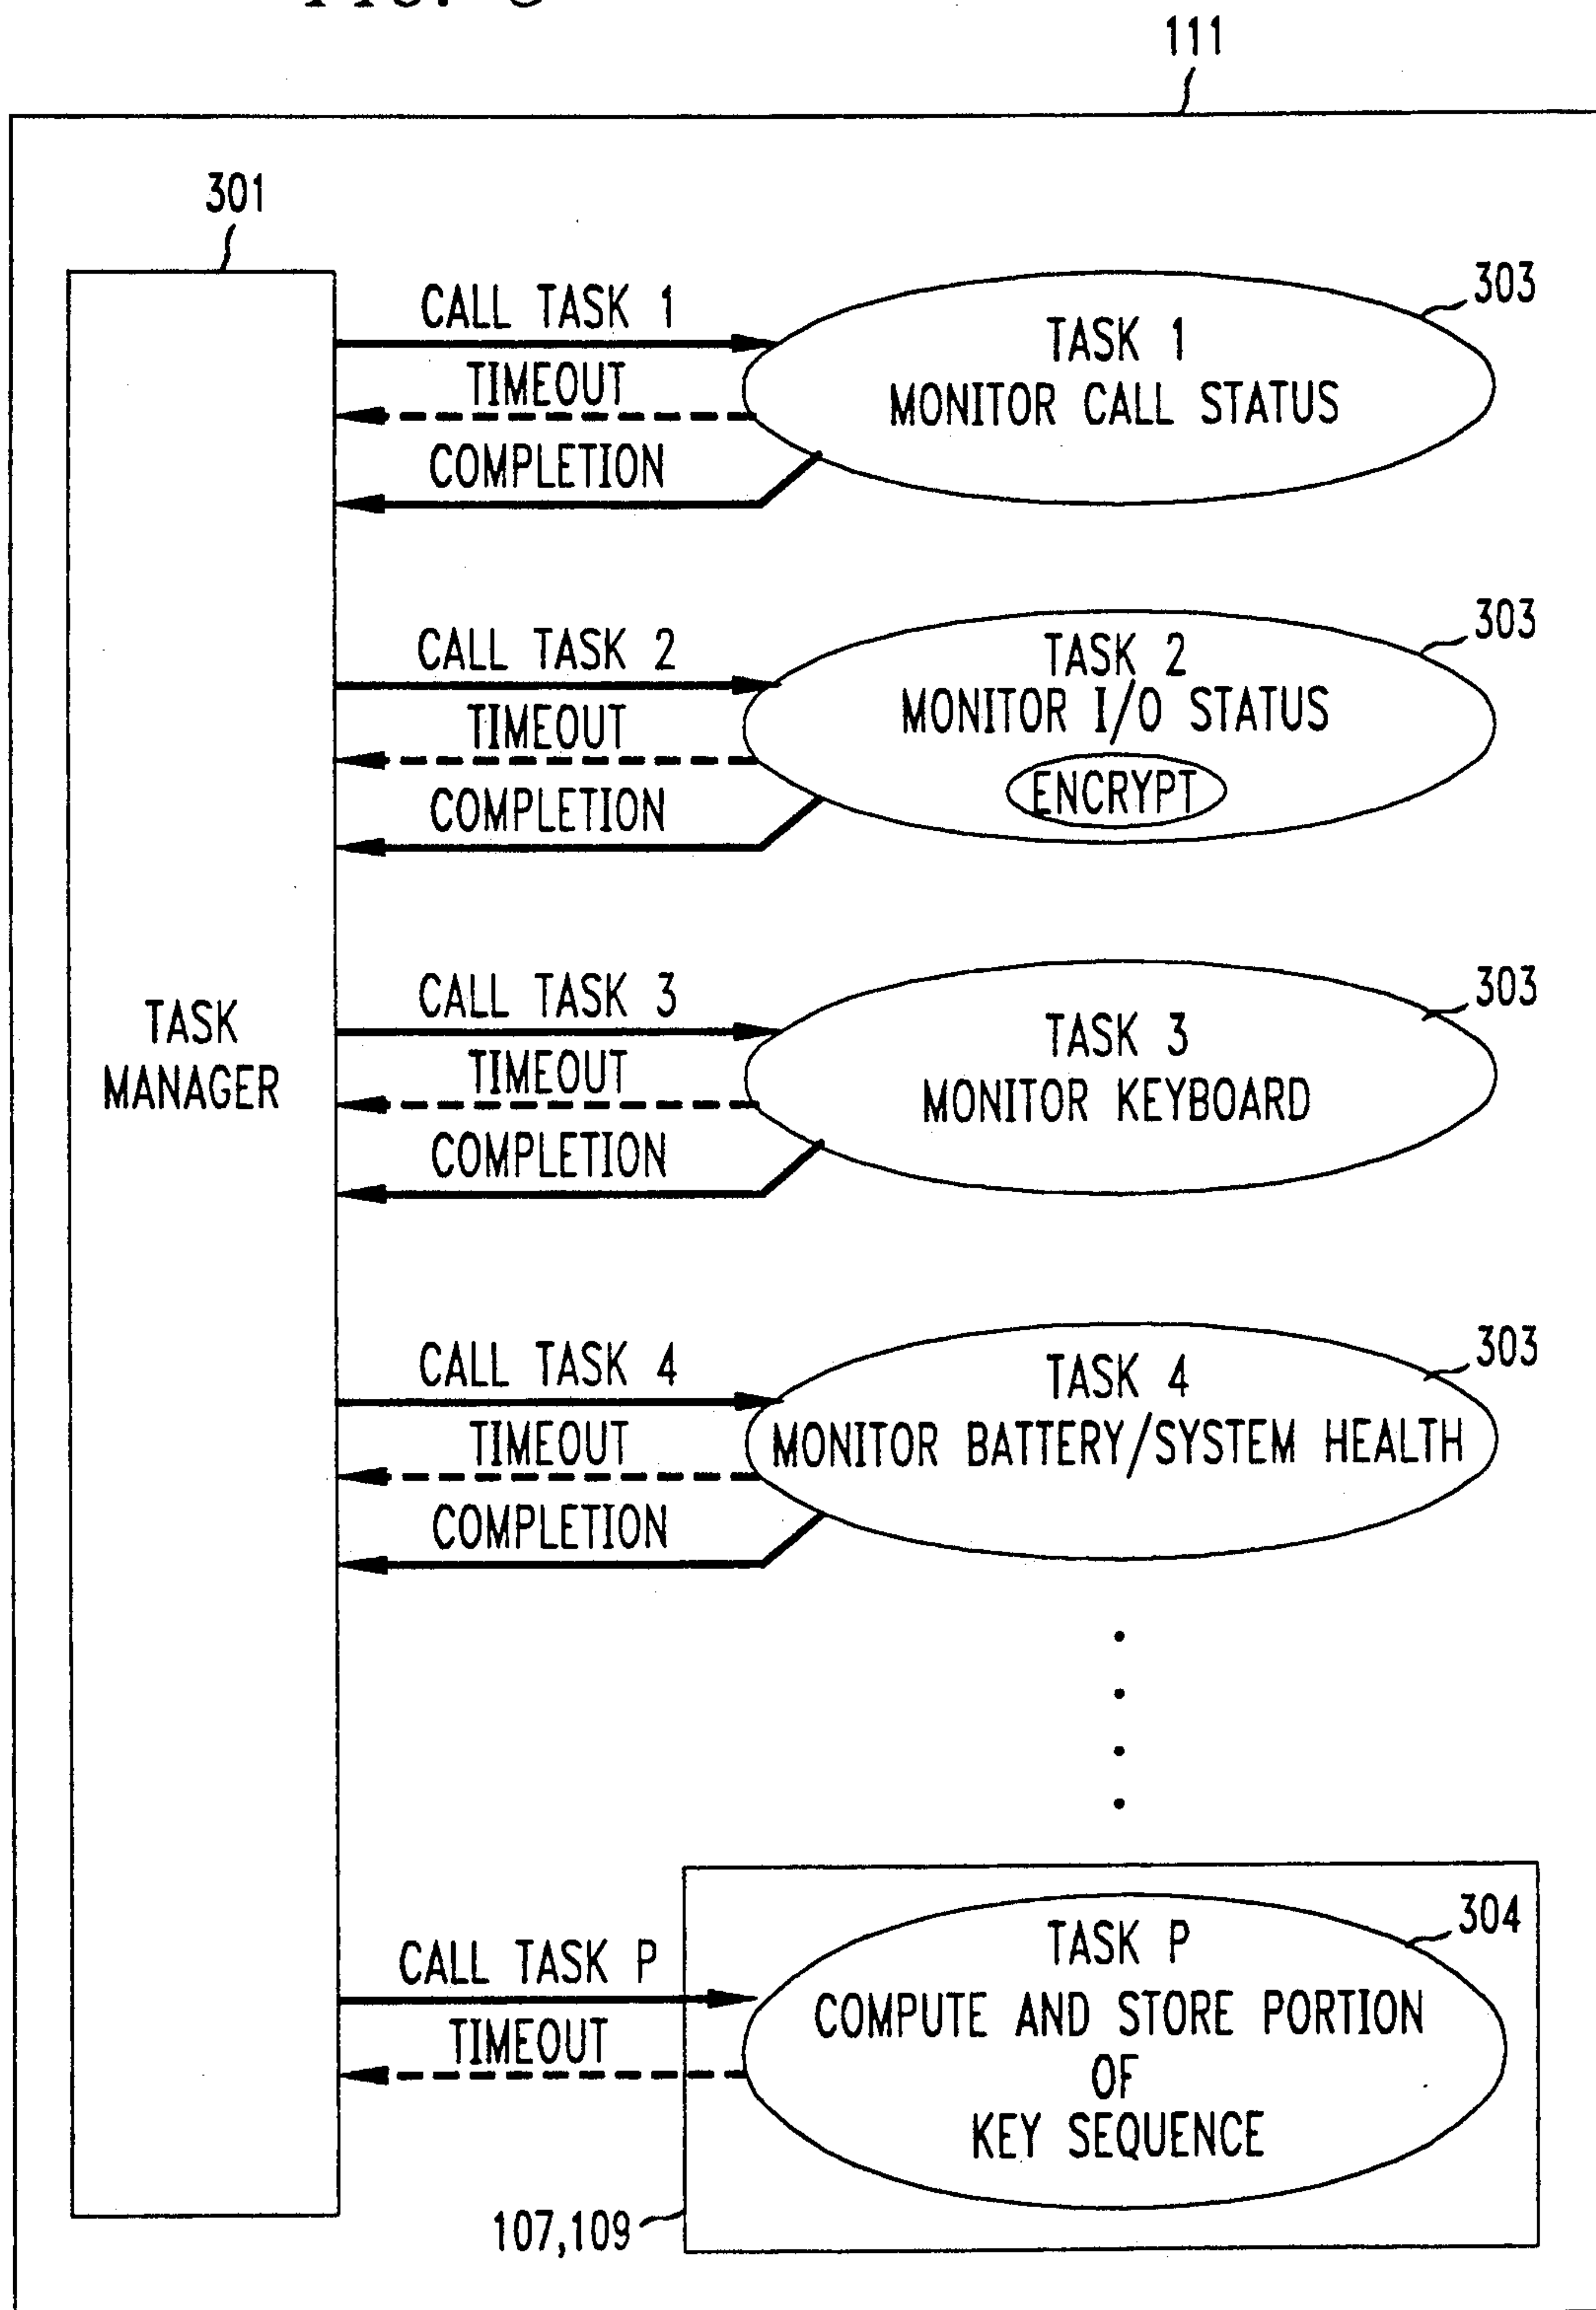 111
301
CALL TASK 1
TIMEOUT
COMPLETION
303
TASK 1
MONITOR CALL STATUS
CALL TASK 2
TIMEOUT
COMPLETION
303
TASK 2
MONITOR I/O STATUS
ENCRYPT
TASK
MANAGER
CALL TASK 3
TIMEOUT
COMPLETION
303
TASK 3
MONITOR KEYBOARD
CALL TASK 4
TIMEOUT
COMPLETION
303
TASK 4
MONITOR BATTERY/SYSTEM HEALTH
CALL TASK P
TIMEOUT
304
TASK P
COMPUTE AND STORE PORTION
OF
KEY SEQUENCE
107,109